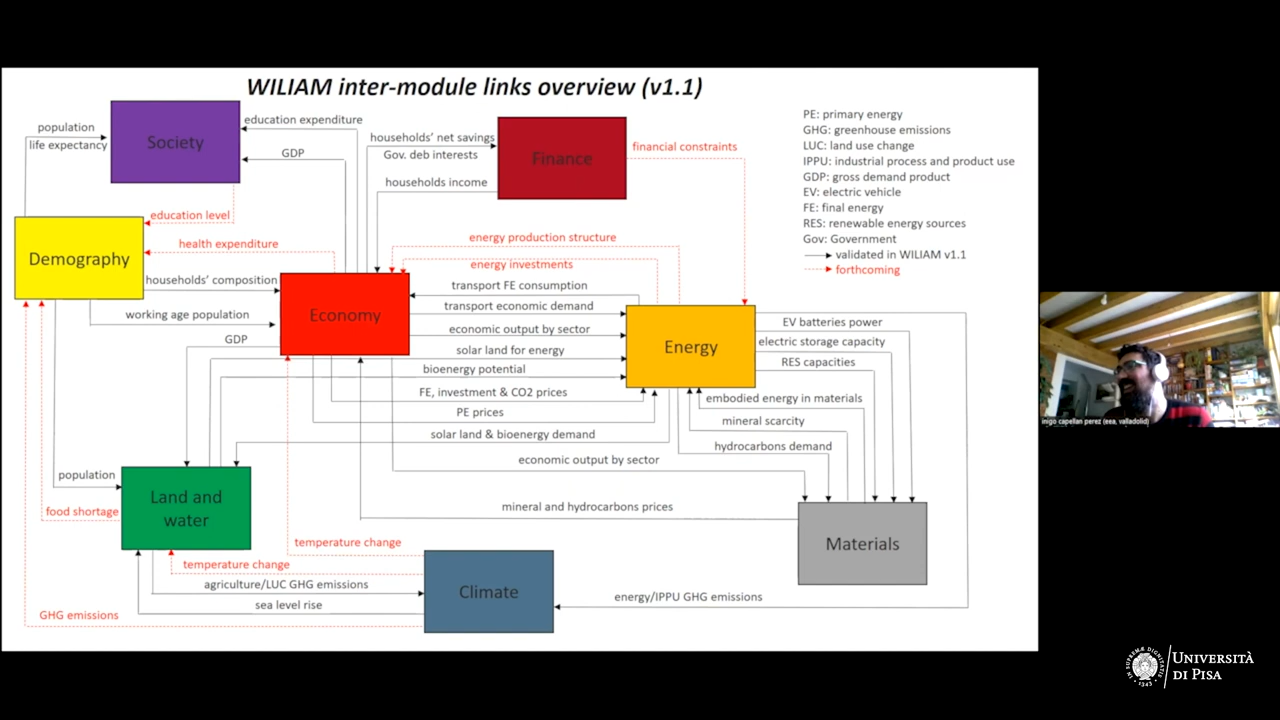 WILIAM inter-module links overview (v1.1)
Society
Finance
Demography
Economy
Energy
Land and
water
Climate
Materials
population
life expectancy
education expenditure
GDP
households' net savings
Gov. deb interests
households income
financial constraints
education level
health expenditure
energy production structure
energy investments
households' composition
working age population
GDP
transport FE consumption
transport economic demand
economic output by sector
solar land for energy
bioenergy potential
FE, investment & CO2 prices
PE prices
solar land & bioenergy demand
economic output by sector
EV batteries power
electric storage capacity
RES capacities
embodied energy in materials
mineral scarcity
hydrocarbons demand
population
food shortage
mineral and hydrocarbons prices
temperature change
temperature change
agriculture/LUC GHG emissions
sea level rise
GHG emissions
energy/IPPU GHG emissions
PE: primary energy
GHG: greenhouse emissions
LUC: land use change
IPPU: industrial process and product use
GDP: gross demand product
EV: electric vehicle
FE: final energy
RES: renewable energy sources
Gov: Government
validated in WILIAM v1.1
forthcoming
inigo capellan perez (eea, valladolid)
UNIVERSITÀ
DI PISA
1343